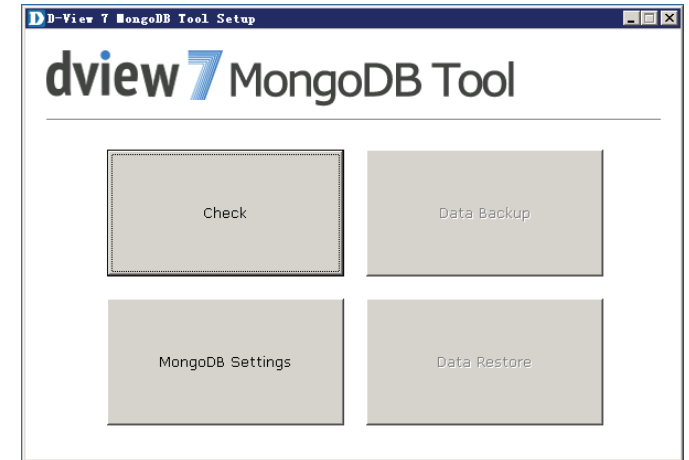 D D-View 7 MongoDB Tool Setup
dview 7 MongoDB Tool
Check
Data Backup
MongoDB Settings
Data Restore